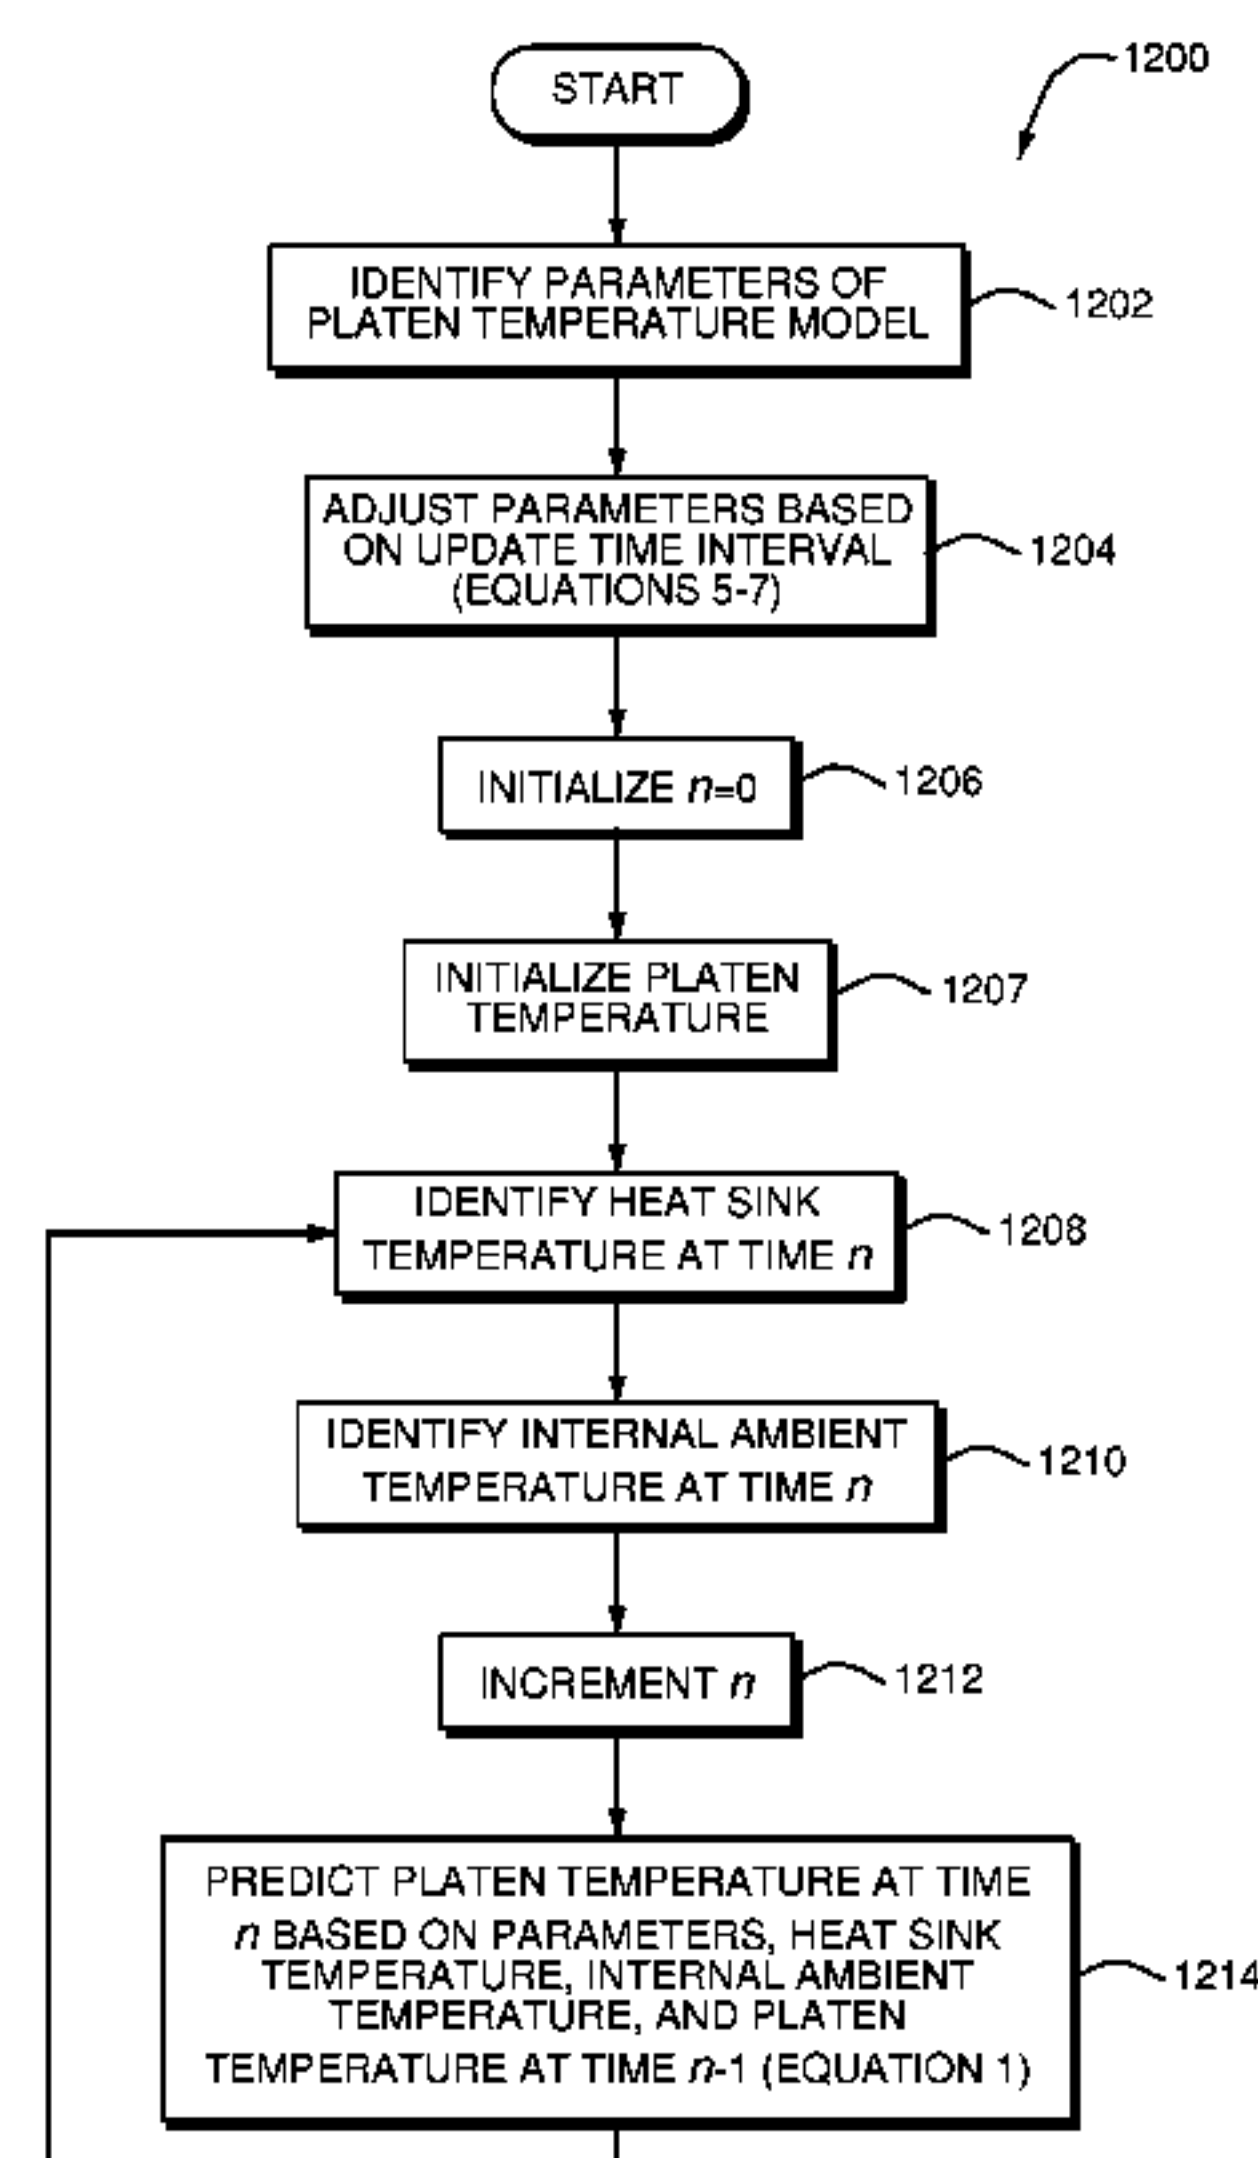 START
1200
IDENTIFY PARAMETERS OF
PLATEN TEMPERATURE MODEL
1202
ADJUST PARAMETERS BASED
ON UPDATE TIME INTERVAL
(EQUATIONS 5-7)
1204
INITIALIZE n=0
1206
INITIALIZE PLATEN
TEMPERATURE
1207
IDENTIFY HEAT SINK
TEMPERATURE AT TIME n
1208
IDENTIFY INTERNAL AMBIENT
TEMPERATURE AT TIME n
1210
INCREMENT n
1212
PREDICT PLATEN TEMPERATURE AT TIME
n BASED ON PARAMETERS, HEAT SINK
TEMPERATURE, INTERNAL AMBIENT
TEMPERATURE, AND PLATEN
TEMPERATURE AT TIME n-1 (EQUATION 1)
1214